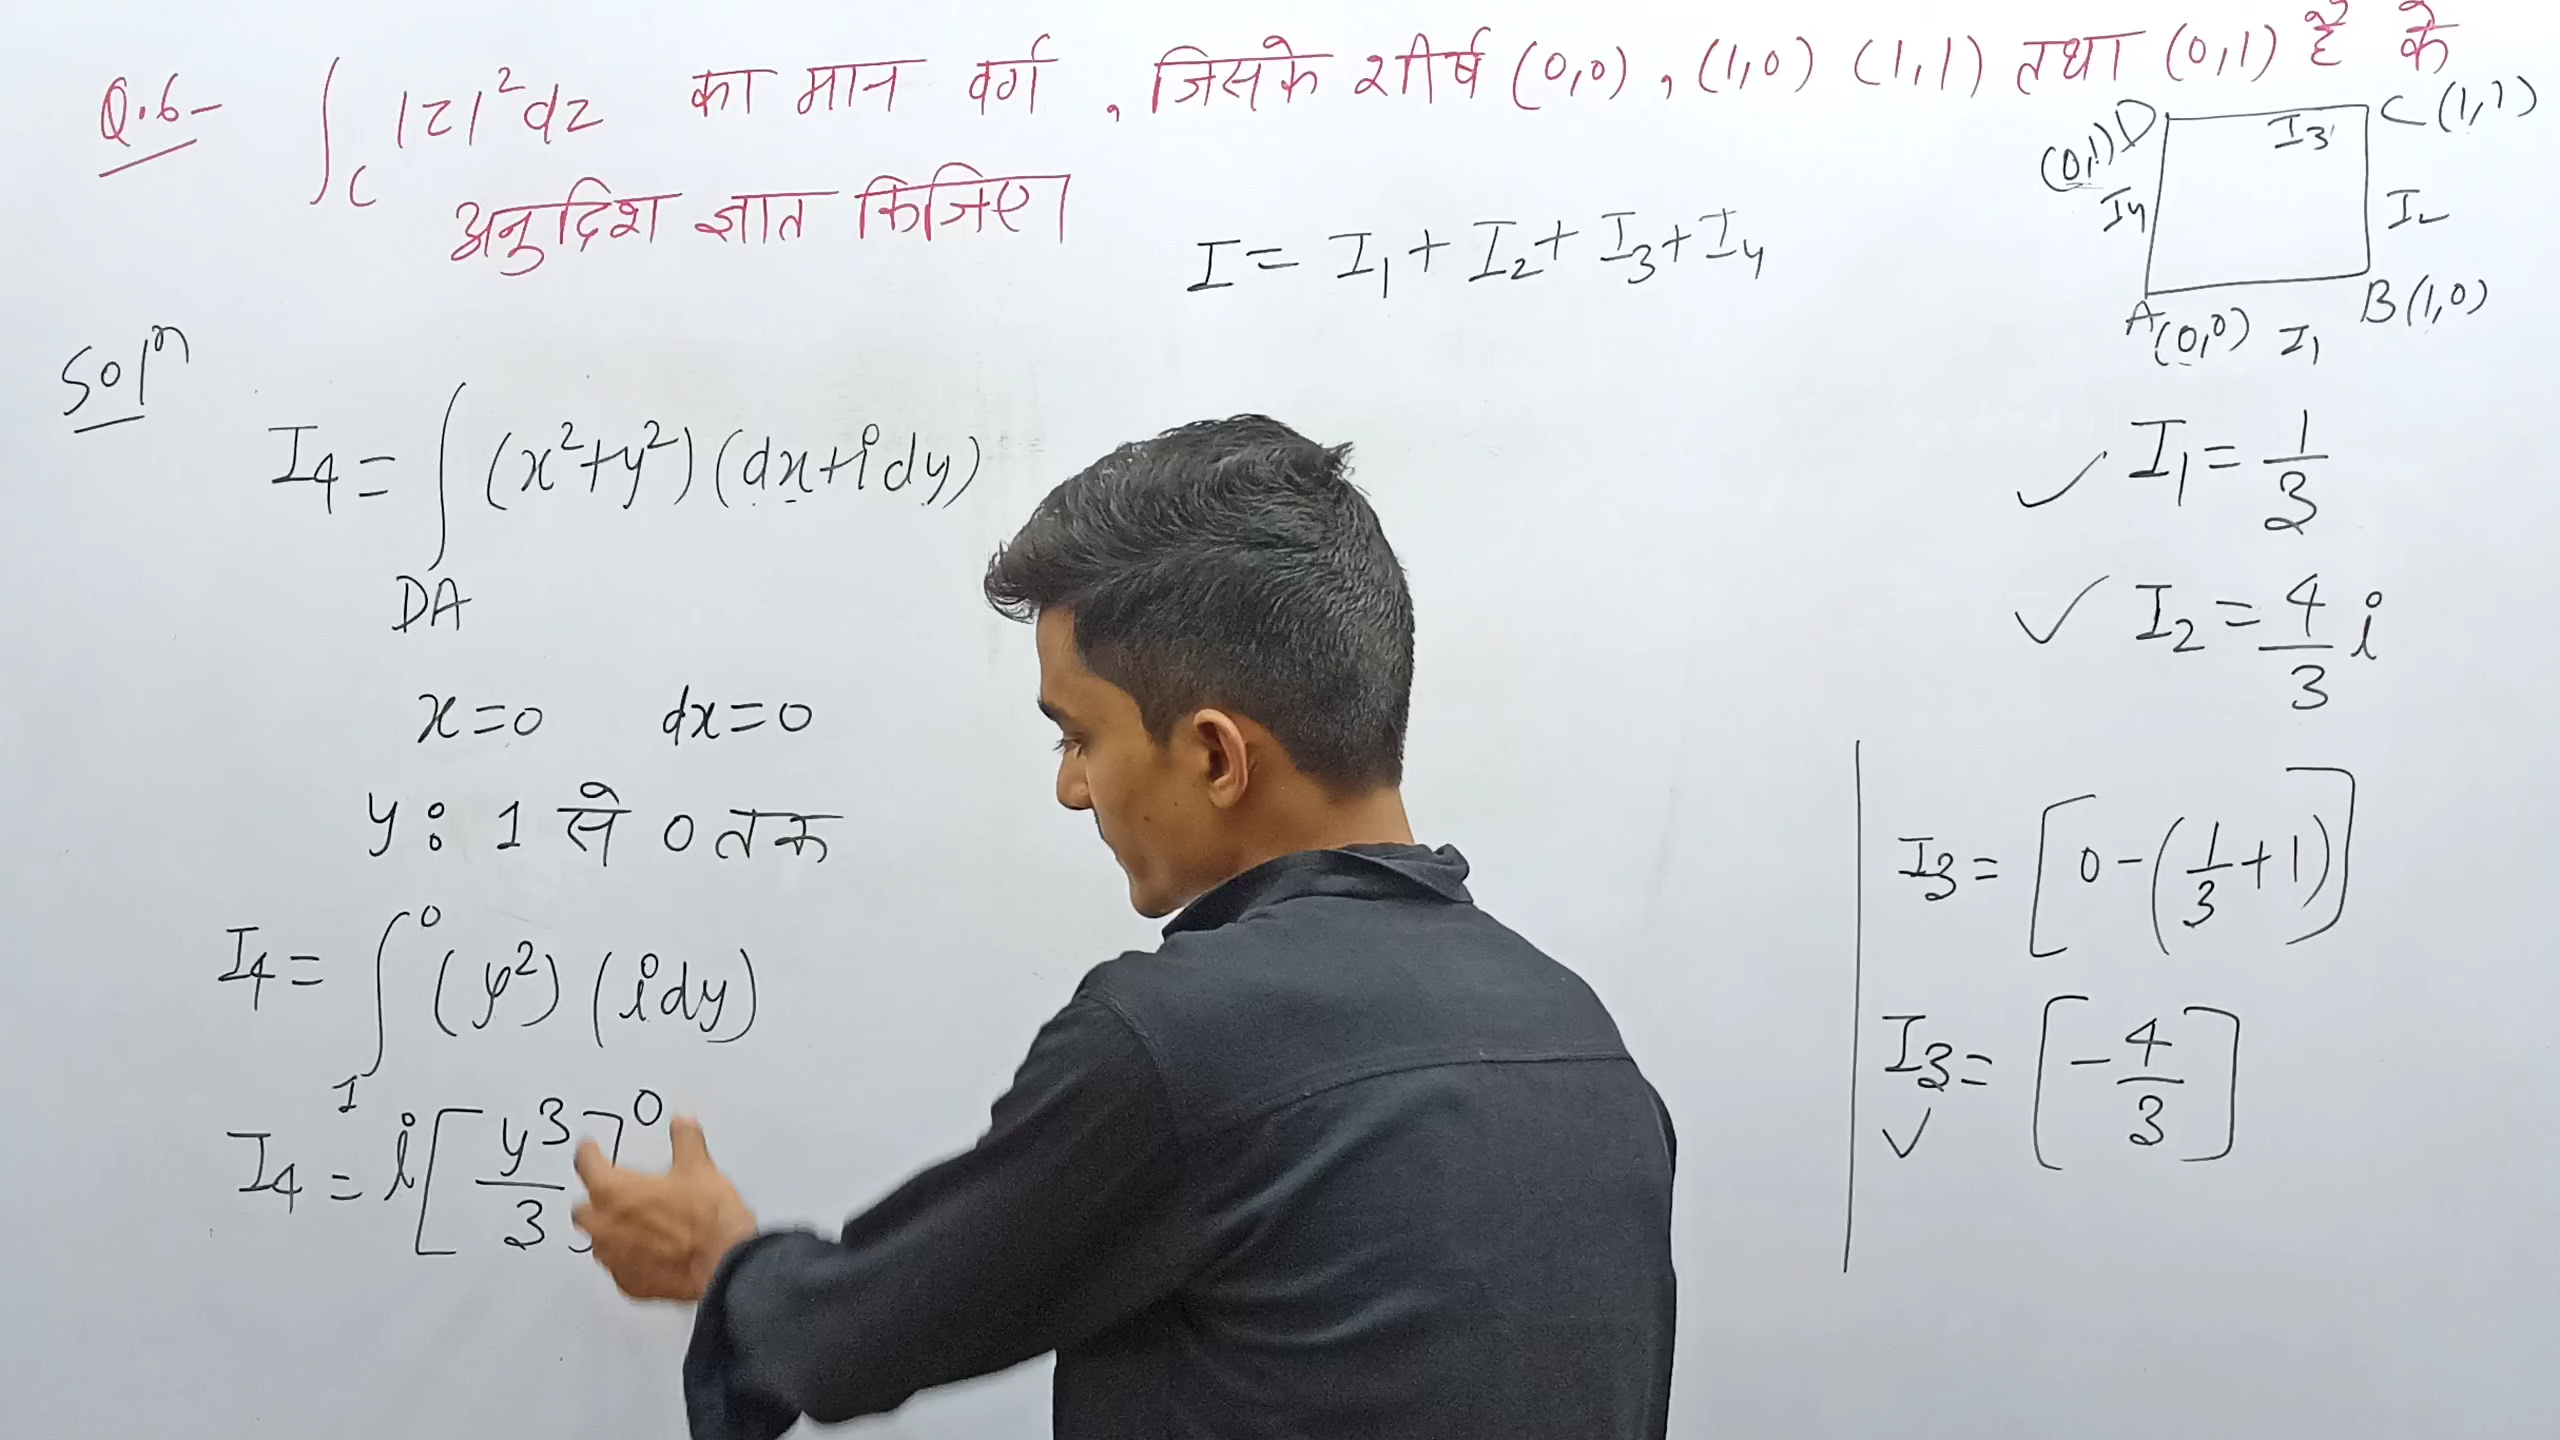 Q.6- ∫_C |z|² dz का मान वर्ग , जिसके शीर्ष (0,0) , (1,0) (1,1) तथा (0,1) है के
अनुदिश ज्ञात किजिए।
I = I₁ + I₂ + I₃ + I₄
D C (1,1)
(0,1) I₃
I₄ I₂
A (0,0) I₁ B (1,0)
Solⁿ
I₄ = ∫_DA (x²+y²) (dx+idy)
x=0 dx=0
y : 1 से 0 तक
I₄ = ∫₁⁰ (y²) (idy)
I₄ = i[y³/3]⁰
✓ I₁ = 1/3
✓ I₂ = 4/3 i
I₃ = [0-(1/3+1)]
I₃ = [-4/3]
✓